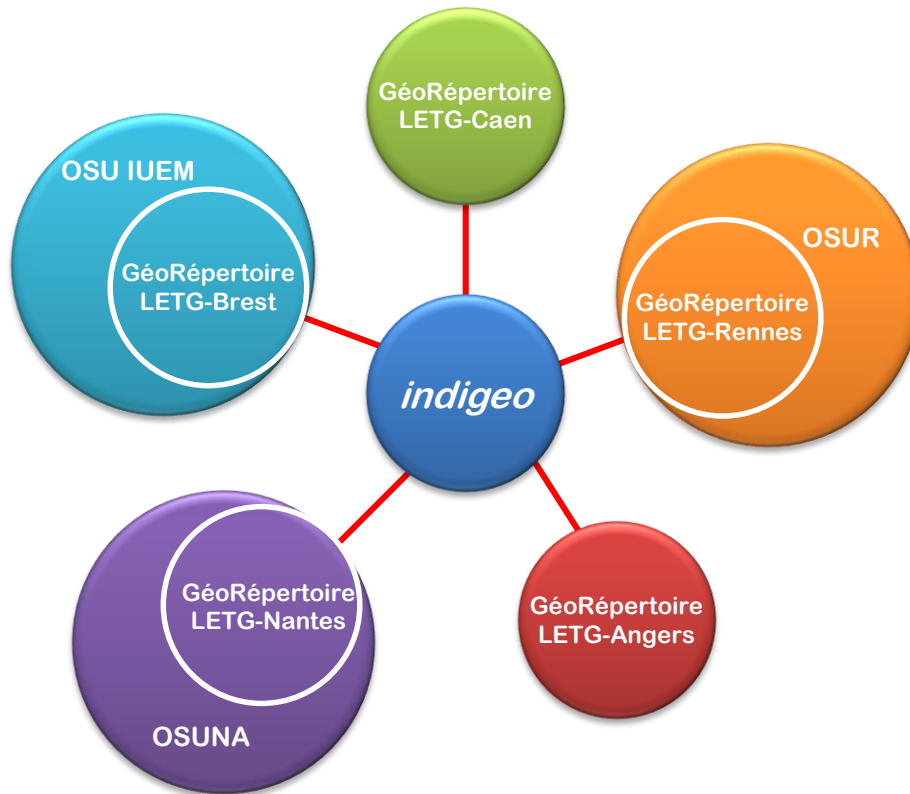 GéoRépertoire
LETG-Caen
OSU IUEM
GéoRépertoire
LETG-Brest
OSUR
GéoRépertoire
LETG-Rennes
indigeo
GéoRépertoire
LETG-Nantes
OSUNA
GéoRépertoire
LETG-Angers